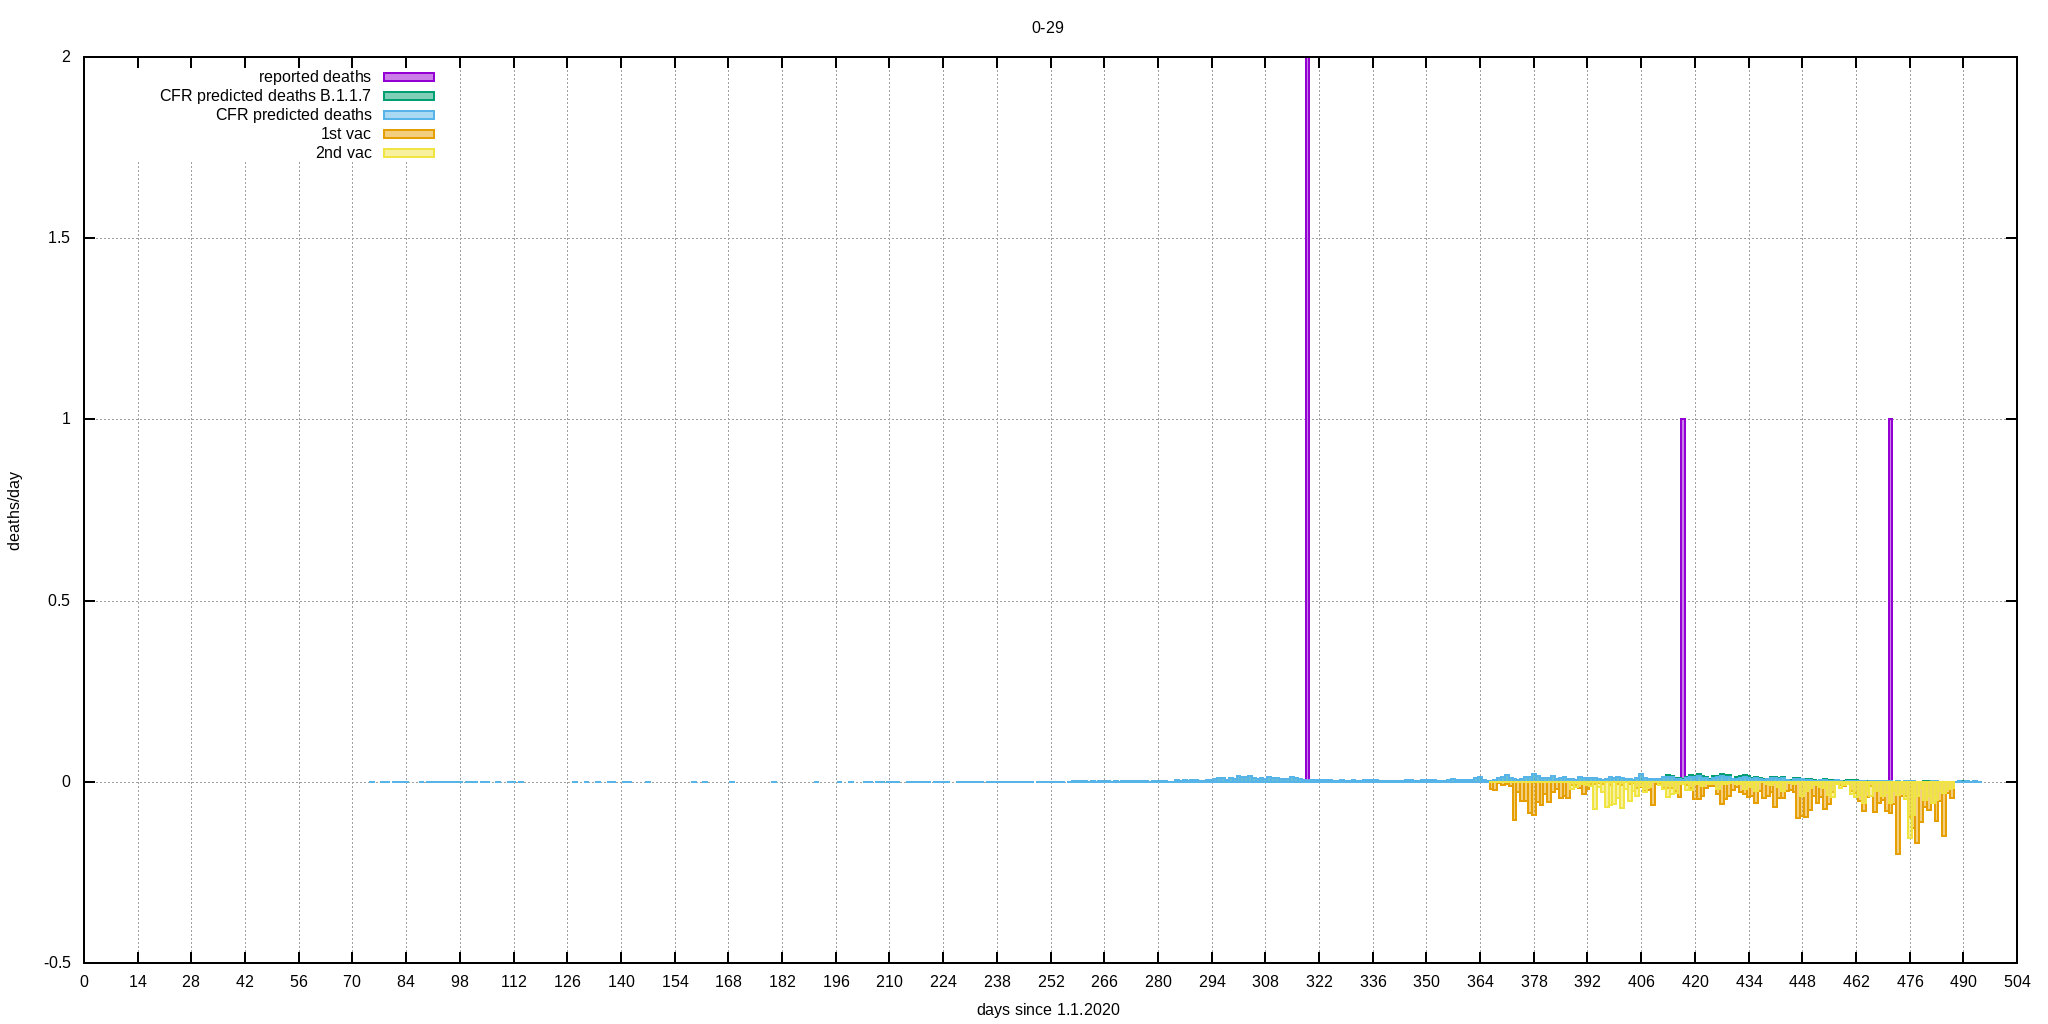 0-29
2
reported deaths
CFR predicted deaths B.1.1.7
CFR predicted deaths
1st vac
2nd vac
1.5
1
0.5
0
-0.5
deaths/day
0 14 28 42 56 70 84 98 112 126 140 154 168 182 196 210 224 238 252 266 280 294 308 322 336 350 364 378 392 406 420 434 448 462 476 490 504
days since 1.1.2020